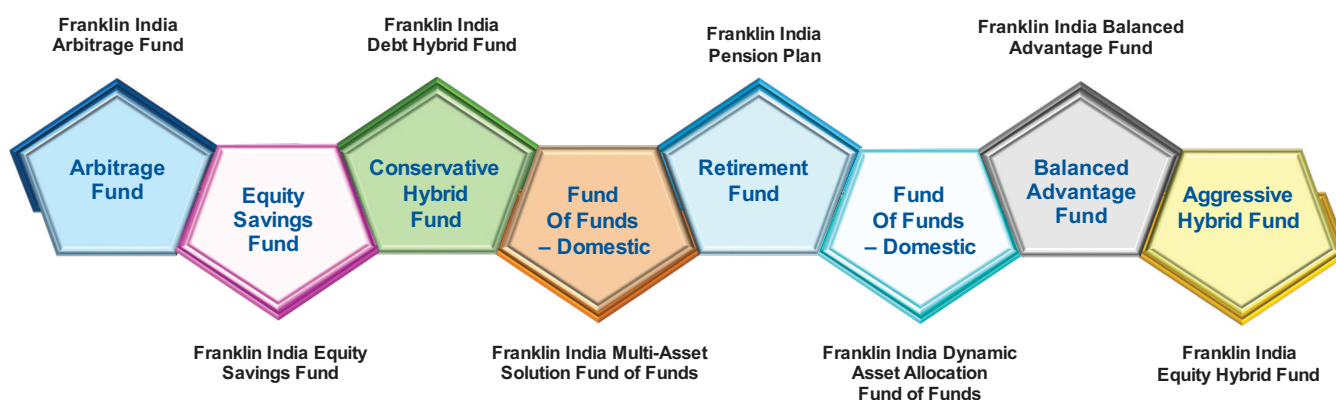 Franklin India
Arbitrage Fund
Franklin India
Debt Hybrid Fund
Franklin India
Pension Plan
Franklin India Balanced
Advantage Fund
Arbitrage
Fund
Equity
Savings
Fund
Conservative
Hybrid
Fund
Fund
Of Funds
– Domestic
Retirement
Fund
Fund
Of Funds
– Domestic
Balanced
Advantage
Fund
Aggressive
Hybrid Fund
Franklin India Equity
Savings Fund
Franklin India Multi-Asset
Solution Fund of Funds
Franklin India Dynamic
Asset Allocation
Fund of Funds
Franklin India
Equity Hybrid Fund